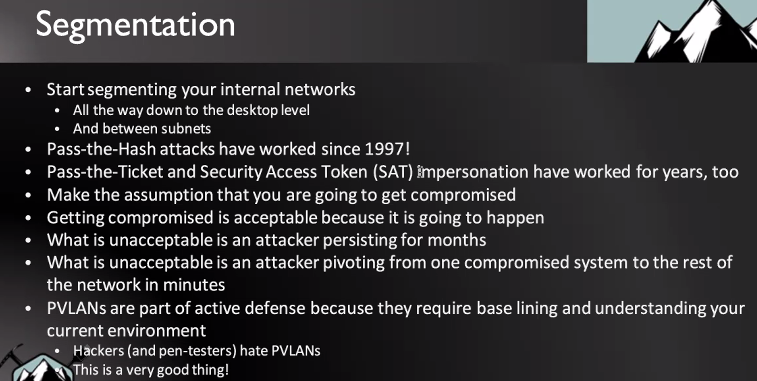 Segmentation
• Start segmenting your internal networks
• All the way down to the desktop level
• And between subnets
• Pass-the-Hash attacks have worked since 1997!
• Pass-the-Ticket and Security Access Token (SAT) impersonation have worked for years, too
• Make the assumption that you are going to get compromised
• Getting compromised is acceptable because it is going to happen
• What is unacceptable is an attacker persisting for months
• What is unacceptable is an attacker pivoting from one compromised system to the rest of
the network in minutes
• PVLANs are part of active defense because they require base lining and understanding your
current environment
• Hackers (and pen-testers) hate PVLANs
• This is a very good thing!